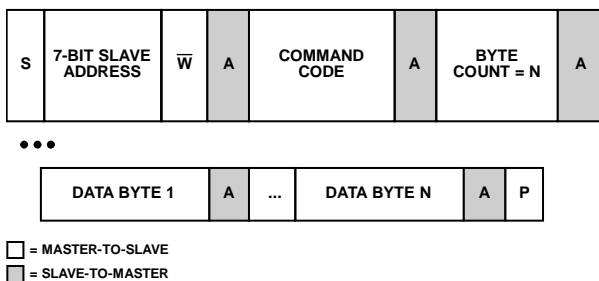 S 7-BIT SLAVE ADDRESS W̅ A COMMAND CODE A BYTE COUNT = N A
•••
DATA BYTE 1 A ... DATA BYTE N A P
= MASTER-TO-SLAVE
= SLAVE-TO-MASTER